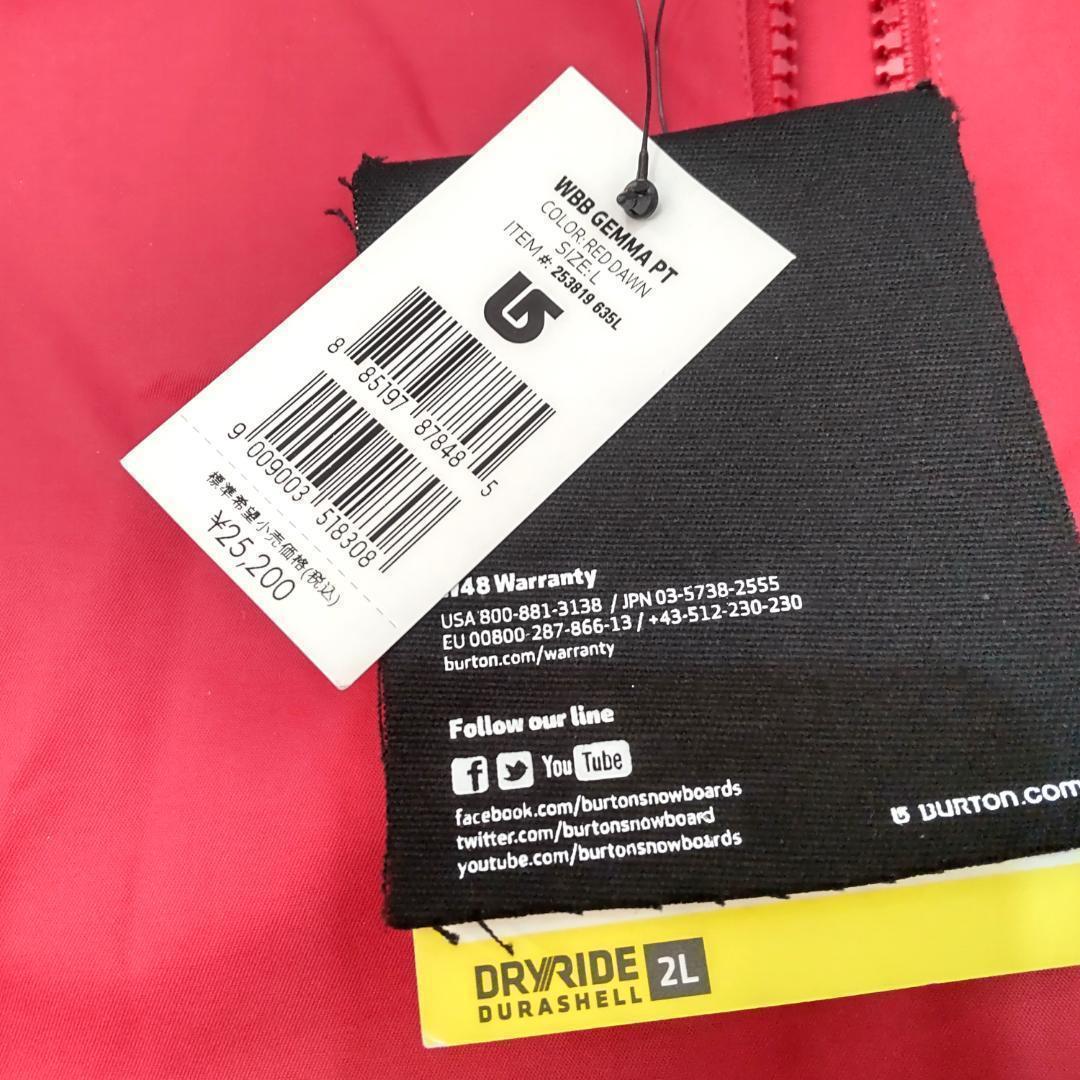 WBB GEMMA PT
COLOR: RED DAWN
SIZE: L
ITEM #: 253819 635L
8 85197 87848 5
9 009003 518308
標準希望小売価格(税込)
¥25,200
48 Warranty
USA 800-881-3138 / JPN 03-5738-2555
EU 00800-287-866-13 / +43-512-230-230
burton.com/warranty
Follow our line
f You Tube
facebook.com/burtonsnowboards
twitter.com/burtonsnowboard
youtube.com/burtonsnowboards
BURTON.COM
DRYRIDE 2L
DURASHELL